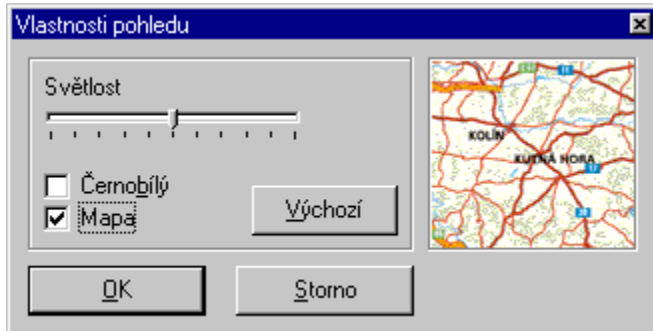 Vlastnosti pohledu
Světlost
Černobílý
Mapa
Výchozí
OK
Storno
KOLÍN
KUTNÁ HORA